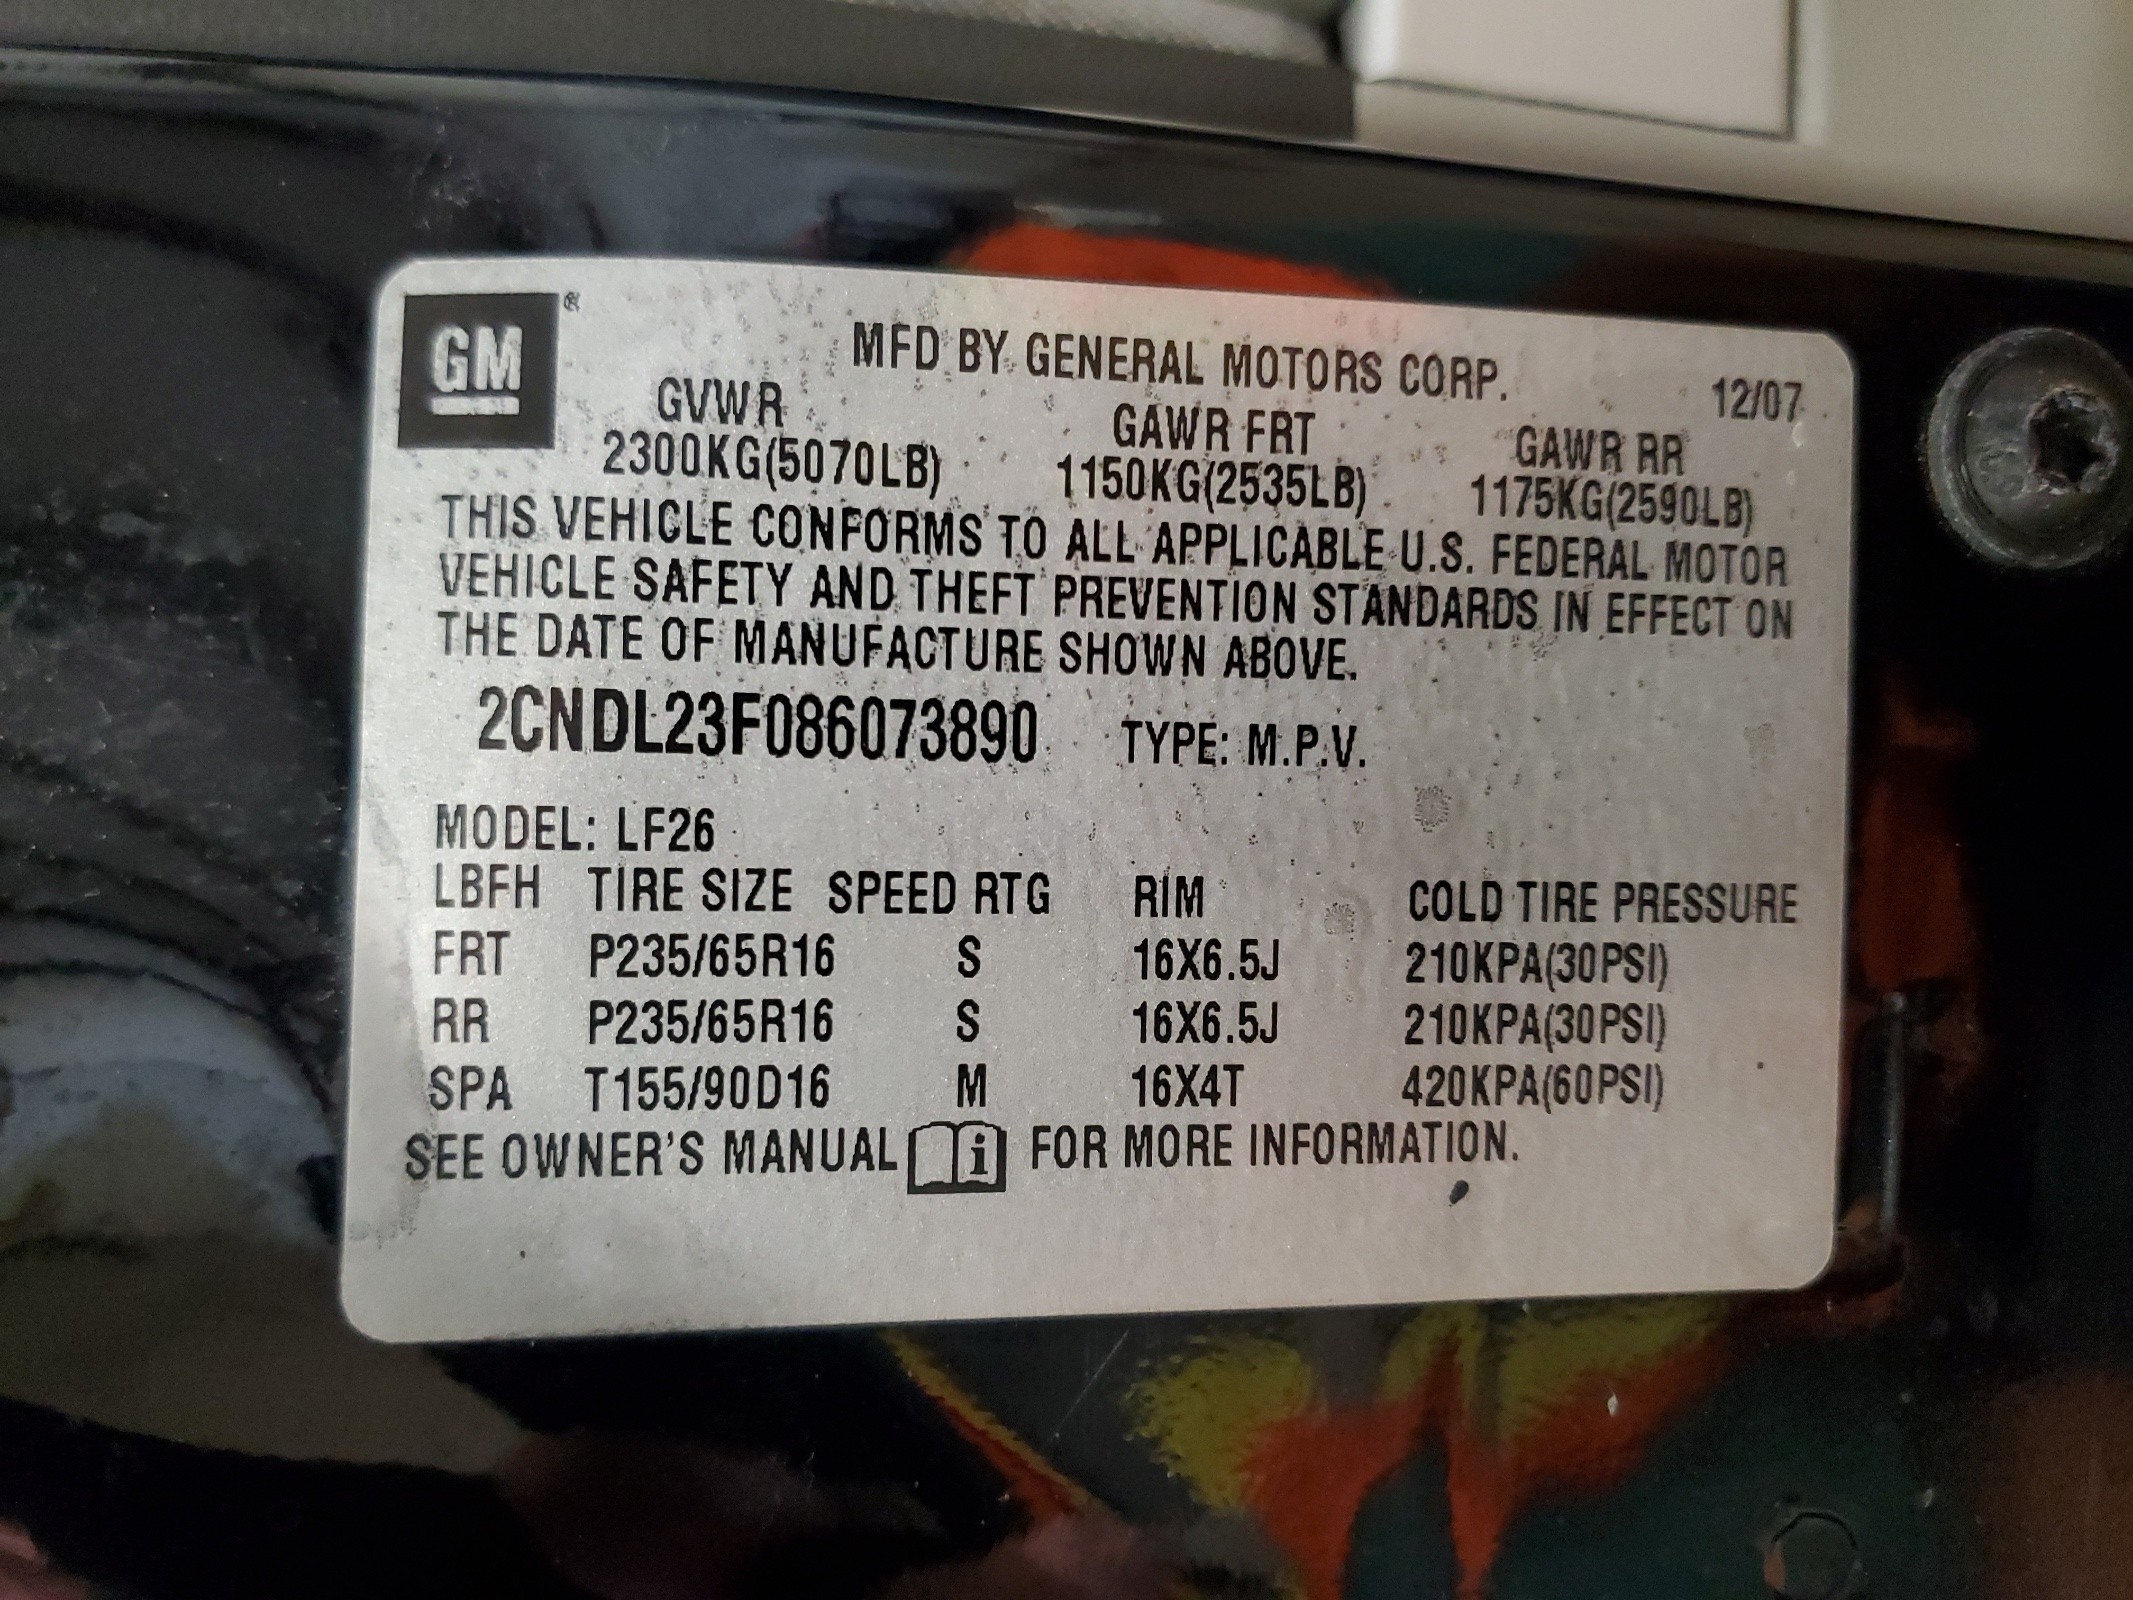 GM ®
MFD BY GENERAL MOTORS CORP.
12/07
GVWR GAWR FRT GAWR RR
2300KG(5070LB) 1150KG(2535LB) 1175KG(2590LB)
THIS VEHICLE CONFORMS TO ALL APPLICABLE U.S. FEDERAL MOTOR
VEHICLE SAFETY AND THEFT PREVENTION STANDARDS IN EFFECT ON
THE DATE OF MANUFACTURE SHOWN ABOVE.
2CNDL23F086073890 TYPE: M.P.V.
MODEL: LF26
LBFH TIRE SIZE SPEED RTG RIM COLD TIRE PRESSURE
FRT P235/65R16 S 16X6.5J 210KPA(30PSI)
RR P235/65R16 S 16X6.5J 210KPA(30PSI)
SPA T155/90D16 M 16X4T 420KPA(60PSI)
SEE OWNER'S MANUAL i FOR MORE INFORMATION.